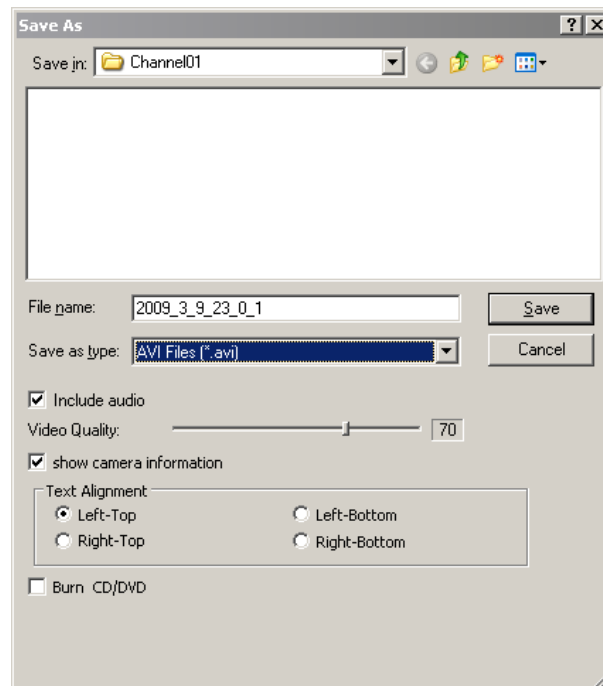 Save As
Save in: Channel01
File name: 2009_3_9_23_0_1 Save
Save as type: AVI Files (*.avi) Cancel
Include audio
Video Quality: 70
show camera information
Text Alignment
Left-Top Left-Bottom
Right-Top Right-Bottom
Burn CD/DVD